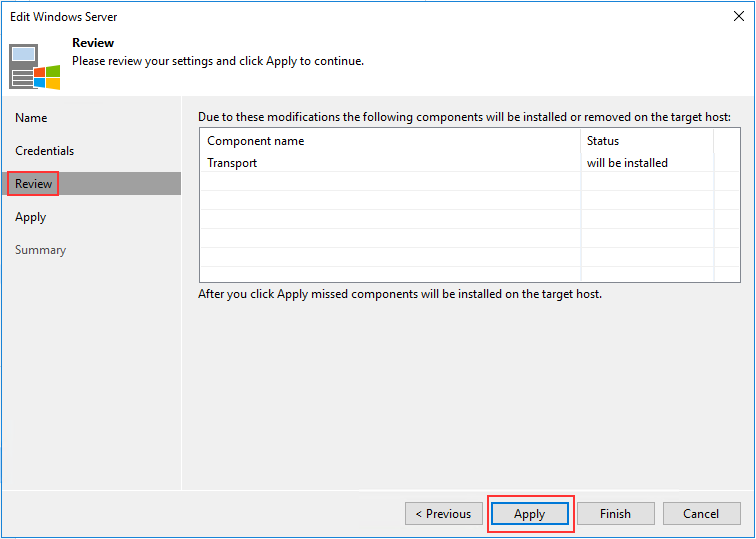 Edit Windows Server
Review
Please review your settings and click Apply to continue.
Name
Credentials
Review
Apply
Summary
Due to these modifications the following components will be installed or removed on the target host:
Component name Status
Transport will be installed
After you click Apply missed components will be installed on the target host.
< Previous Apply Finish Cancel